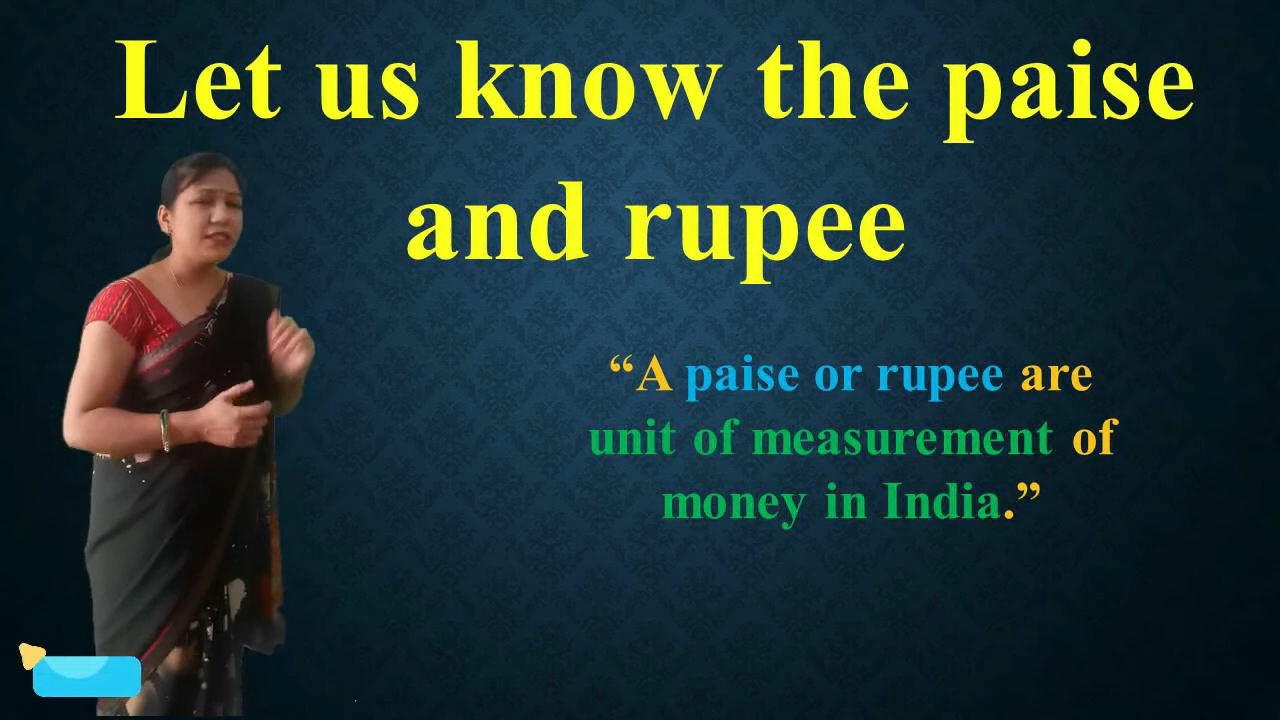 Let us know the paise
and rupee
“A paise or rupee are
unit of measurement of
money in India.”